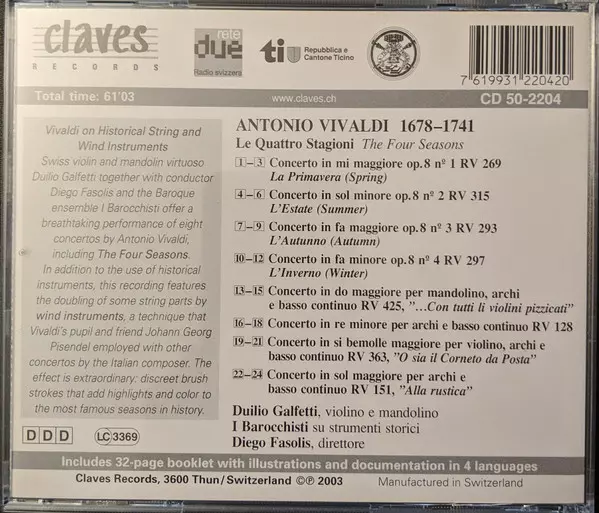 claves
RECORDS
rete
due
Radio svizzera
ti
Repubblica e
Cantone Ticino
7 619931 220420
Total time: 61'03
www.claves.ch
CD 50-2204
Vivaldi on Historical String and
Wind Instruments
Swiss violin and mandolin virtuoso
Duilio Galfetti together with conductor
Diego Fasolis and the Baroque
ensemble I Barocchisti offer a
breathtaking performance of eight
concertos by Antonio Vivaldi,
including The Four Seasons.
In addition to the use of historical
instruments, this recording features
the doubling of some string parts by
wind instruments, a technique that
Vivaldi's pupil and friend Johann Georg
Pisendel employed with other
concertos by the Italian composer. The
effect is extraordinary: discreet brush
strokes that add highlights and color to
the most famous seasons in history.
DDD
LC 3369
ANTONIO VIVALDI 1678–1741
Le Quattro Stagioni The Four Seasons
1–3 Concerto in mi maggiore op. 8 nº 1 RV 269
La Primavera (Spring)
4–6 Concerto in sol minore op. 8 nº 2 RV 315
L'Estate (Summer)
7–9 Concerto in fa maggiore op. 8 nº 3 RV 293
L'Autunno (Autumn)
10–12 Concerto in fa minore op. 8 nº 4 RV 297
L'Inverno (Winter)
13–15 Concerto in do maggiore per mandolino, archi
e basso continuo RV 425, "...Con tutti li violini pizzicati"
16–18 Concerto in re minore per archi e basso continuo RV 128
19–21 Concerto in si bemolle maggiore per violino, archi e
basso continuo RV 363, "O sia il Corneto da Posta"
22–24 Concerto in sol maggiore per archi e
basso continuo RV 151, "Alla rustica"
Duilio Galfetti, violino e mandolino
I Barocchisti su strumenti storici
Diego Fasolis, direttore
Includes 32-page booklet with illustrations and documentation in 4 languages
Claves Records, 3600 Thun/Switzerland ©℗ 2003
Manufactured in Switzerland